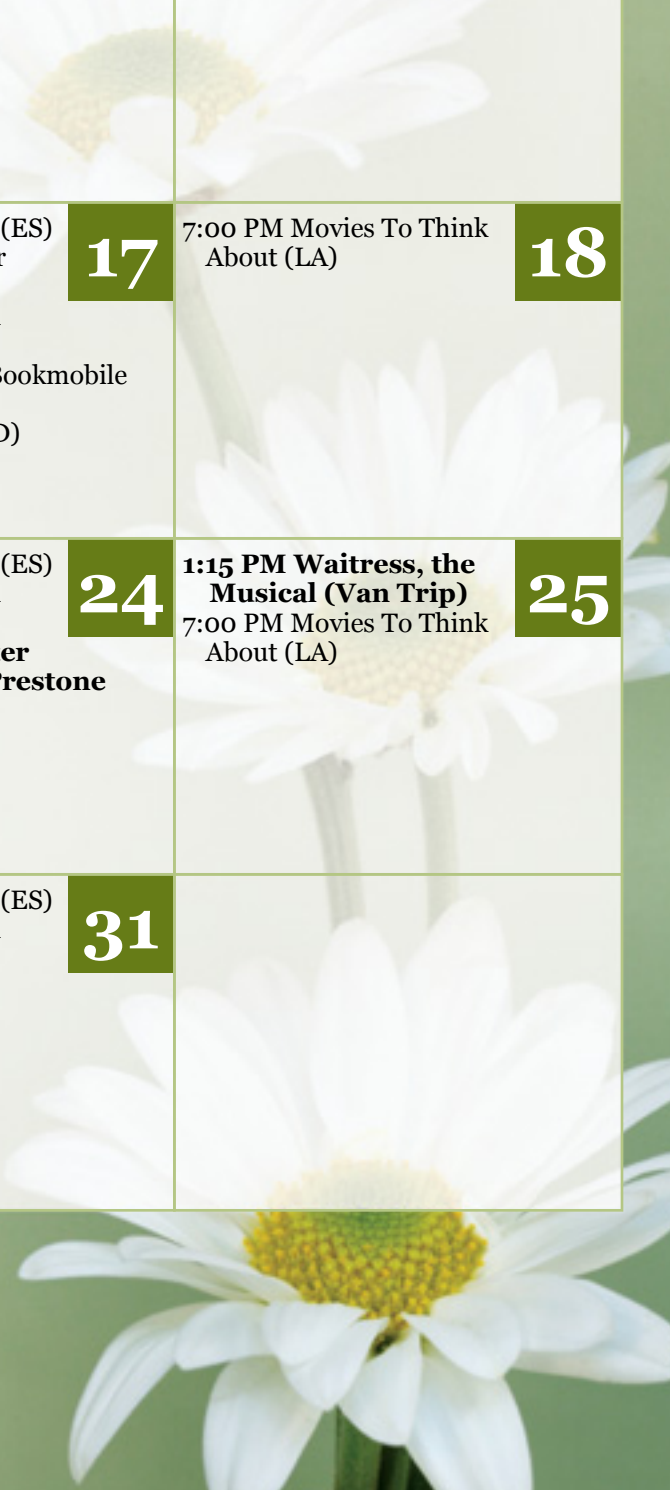 (ES)
17
Bookmobile
7:00 PM Movies To Think
About (LA)
18
(ES)
24
Prestone
1:15 PM Waitress, the
Musical (Van Trip)
7:00 PM Movies To Think
About (LA)
25
(ES)
31